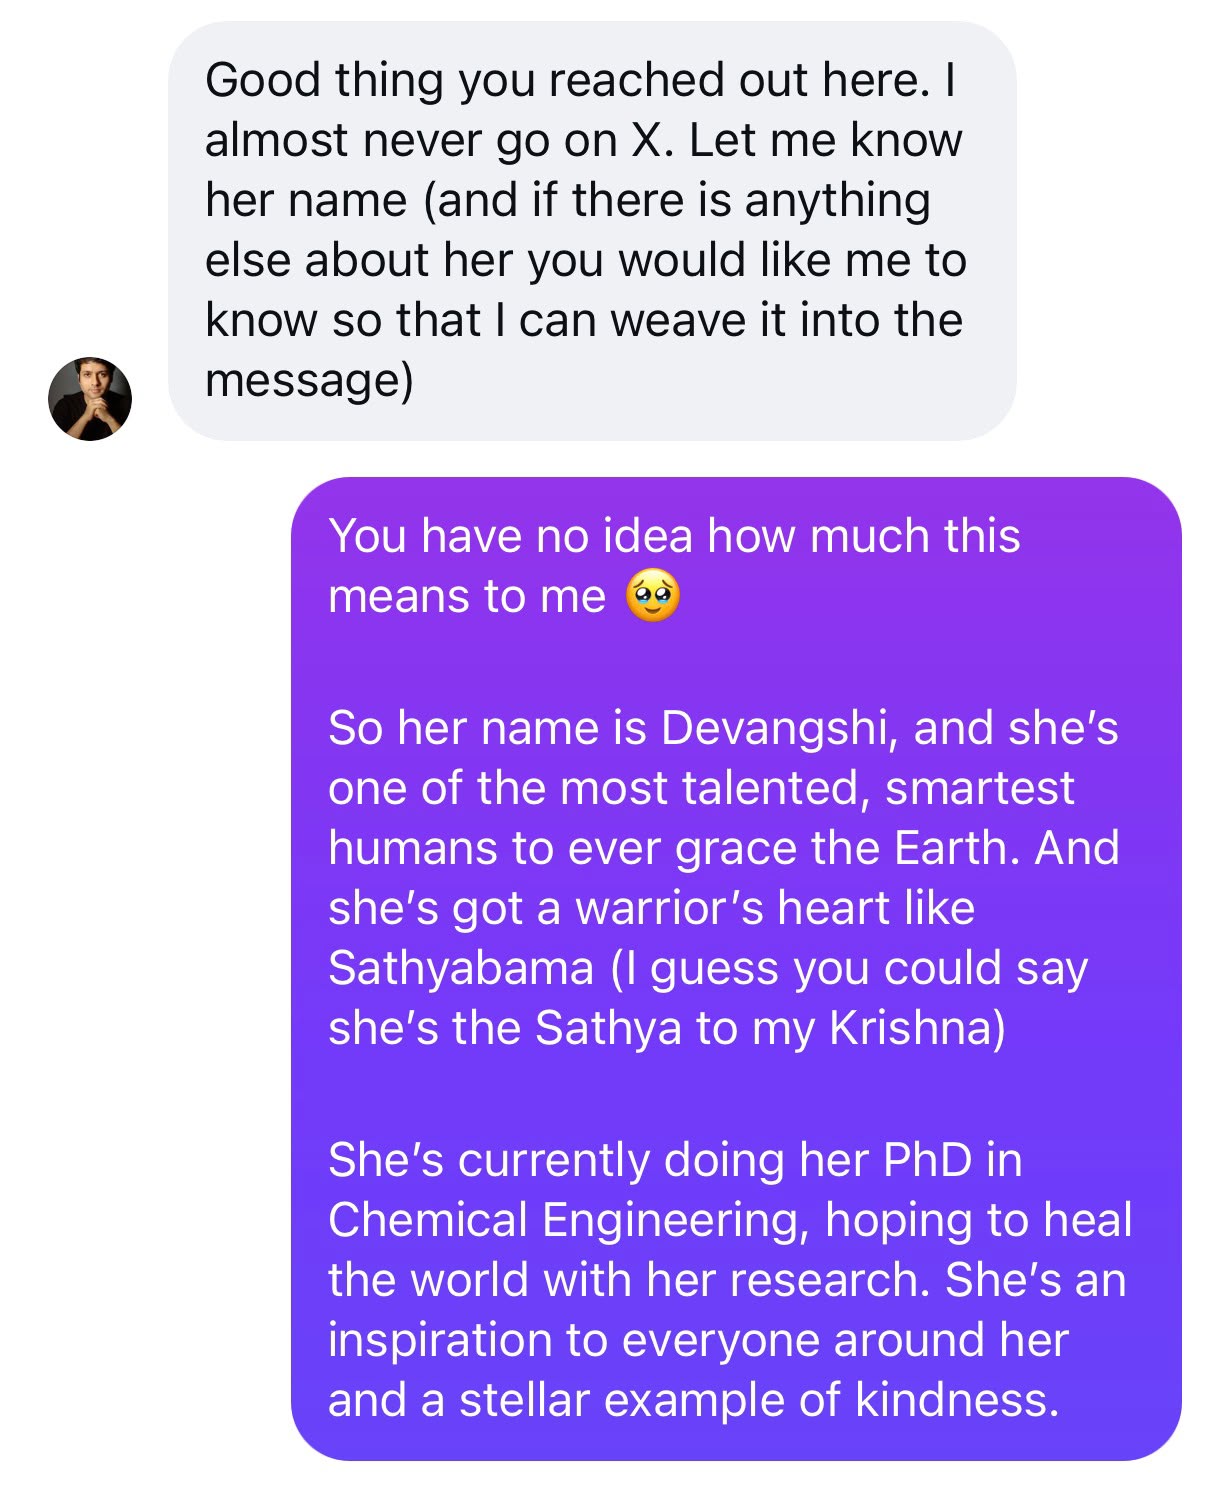 Good thing you reached out here. I
almost never go on X. Let me know
her name (and if there is anything
else about her you would like me to
know so that I can weave it into the
message)
You have no idea how much this
means to me 🥹
So her name is Devangshi, and she’s
one of the most talented, smartest
humans to ever grace the Earth. And
she’s got a warrior’s heart like
Sathyabama (I guess you could say
she’s the Sathya to my Krishna)
She’s currently doing her PhD in
Chemical Engineering, hoping to heal
the world with her research. She’s an
inspiration to everyone around her
and a stellar example of kindness.